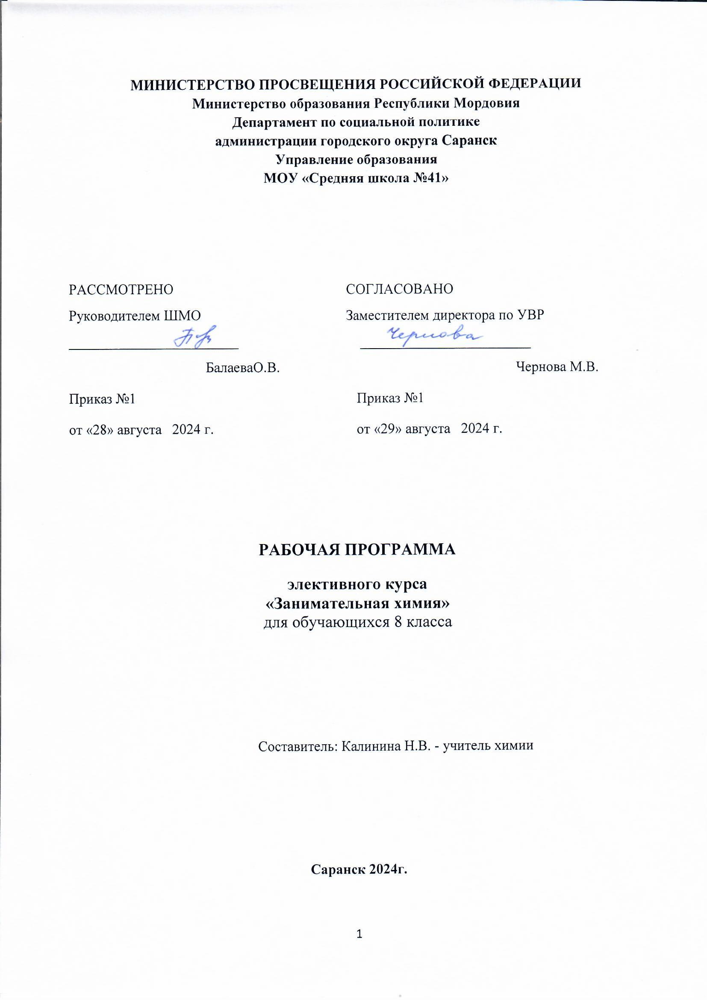 МИНИСТЕРСТВО ПРОСВЕЩЕНИЯ РОССИЙСКОЙ ФЕДЕРАЦИИ
Министерство образования Республики Мордовия
Департамент по социальной политике
администрации городского округа Саранск
Управление образования
МОУ «Средняя школа №41»
РАССМОТРЕНО
Руководителем ШМО
БалаеваО.В.
Приказ №1
от «28» августа 2024 г.
СОГЛАСОВАНО
Заместителем директора по УВР
Чернова
Чернова М.В.
Приказ №1
от «29» августа 2024 г.
РАБОЧАЯ ПРОГРАММА
элективного курса
«Занимательная химия»
для обучающихся 8 класса
Составитель: Калинина Н.В. - учитель химии
Саранск 2024г.
1